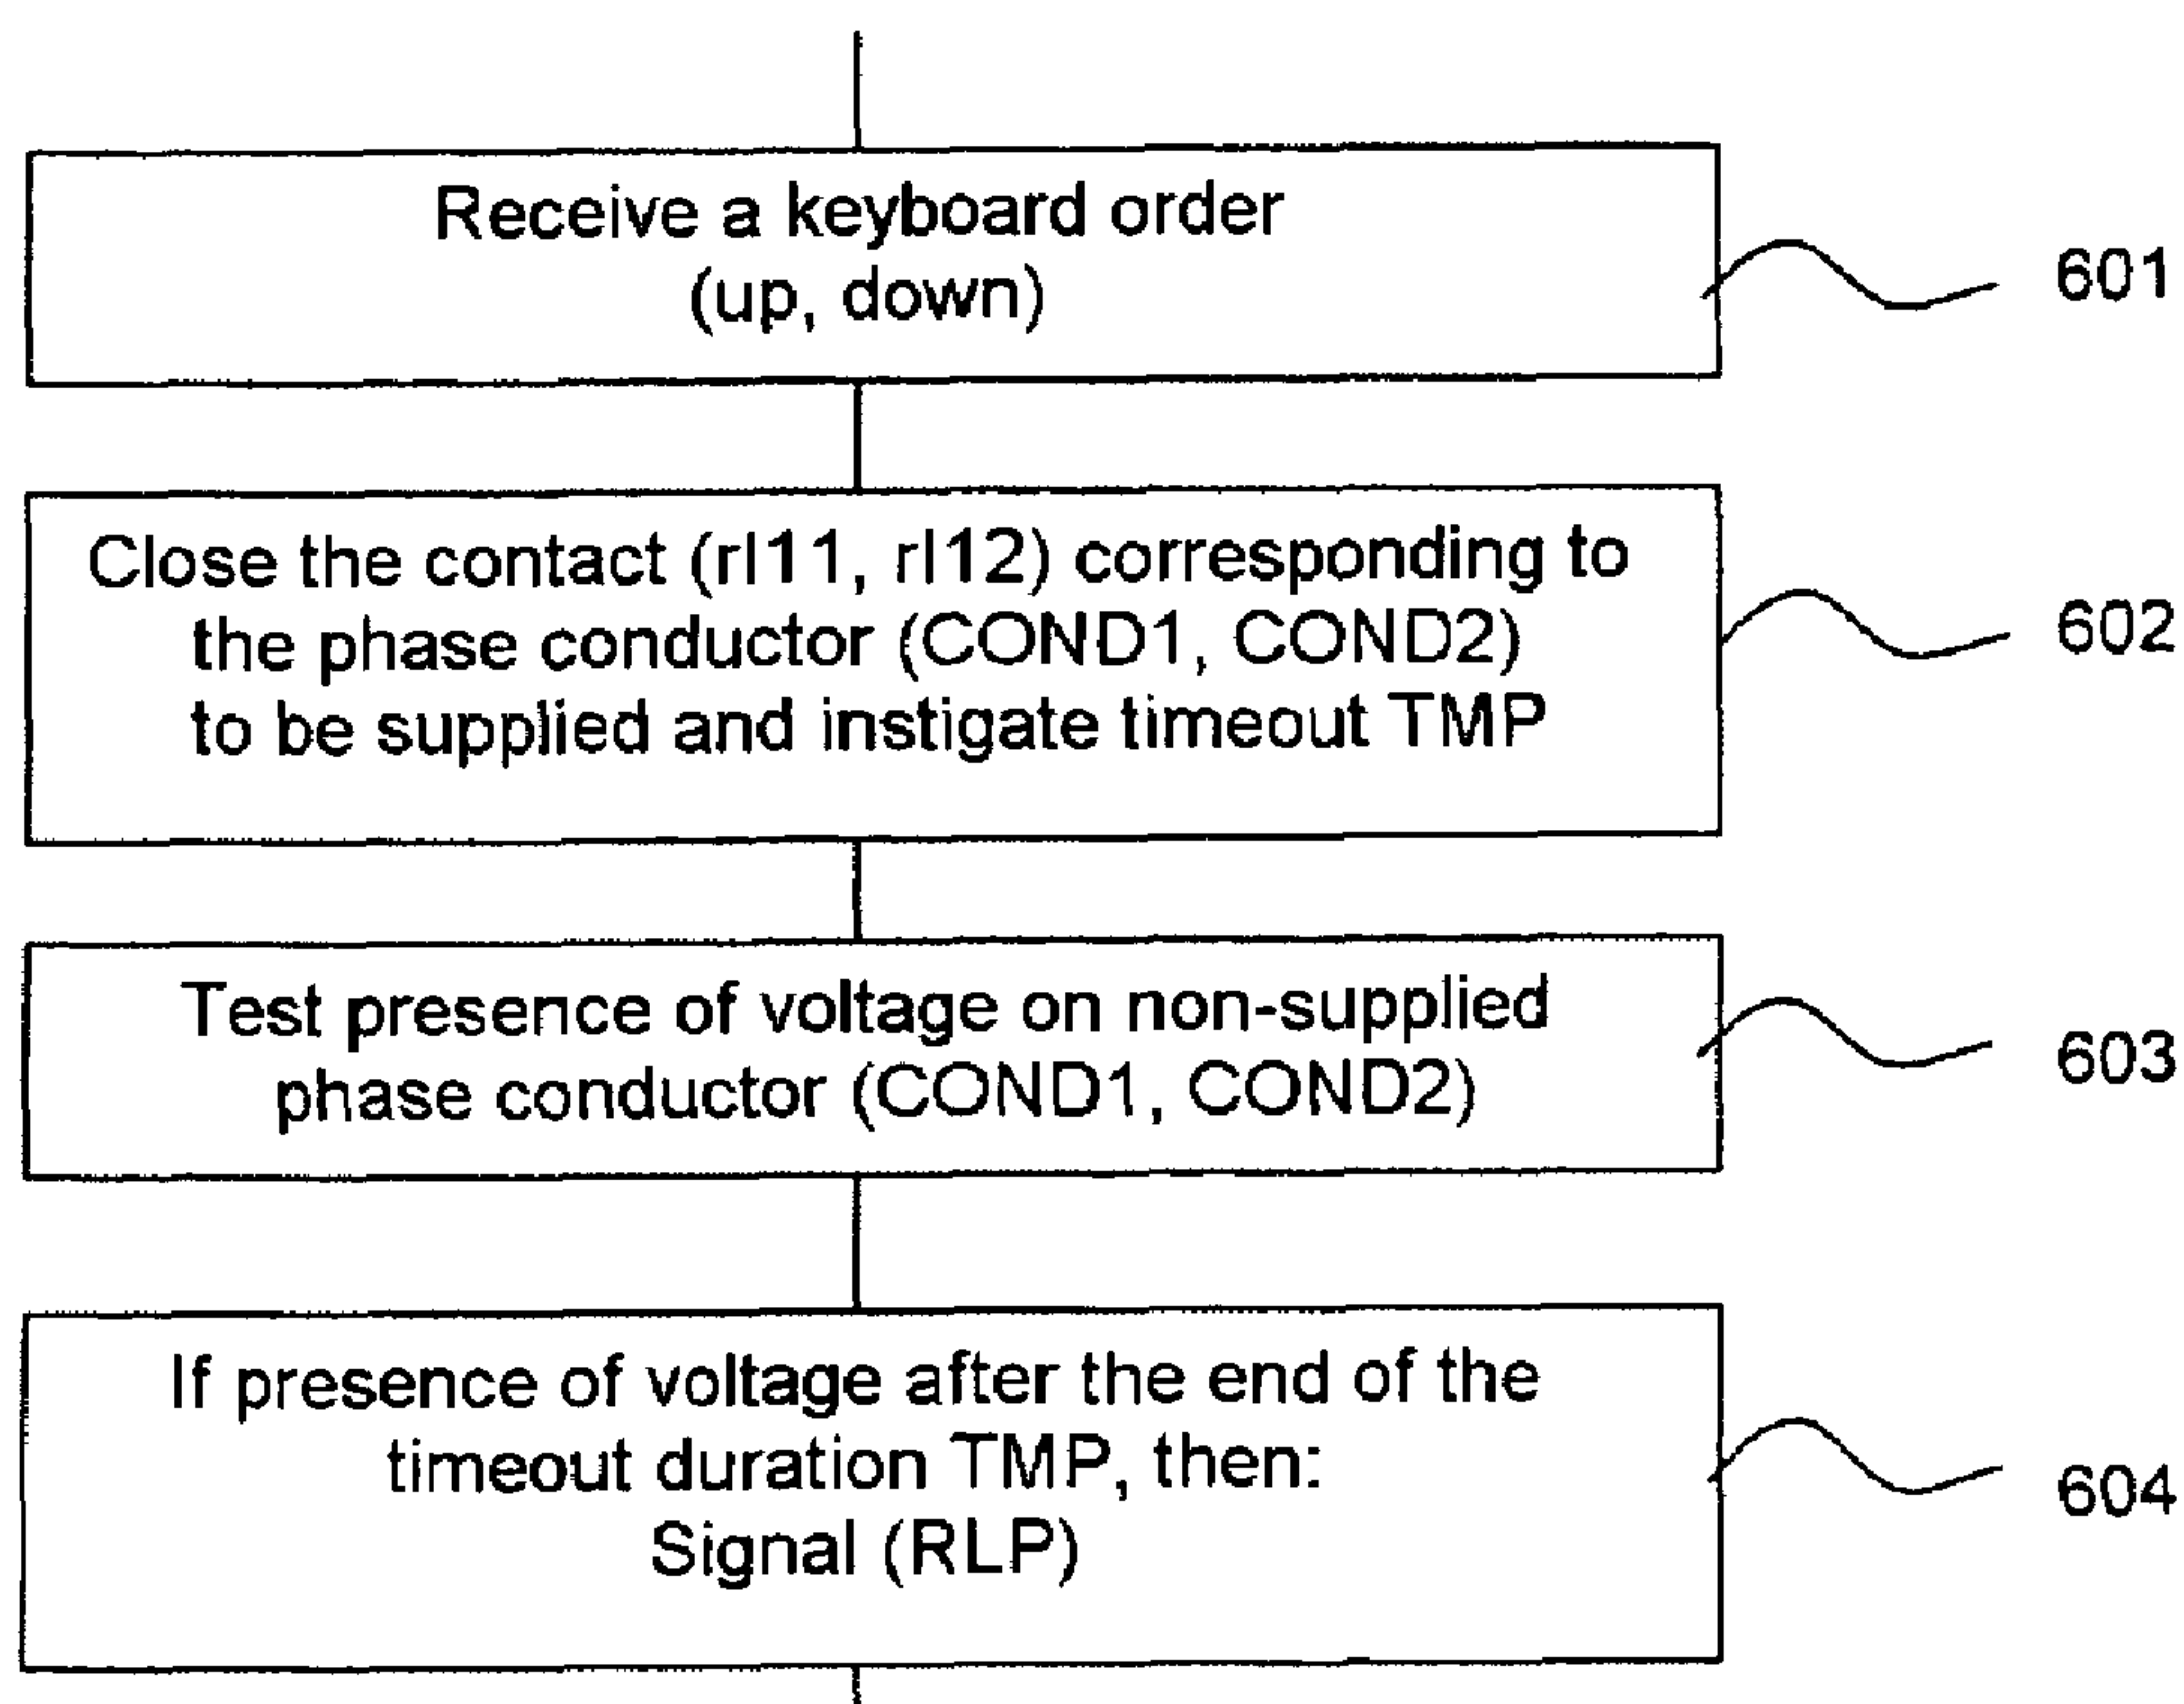 Receive a keyboard order
(up, down)
601
Close the contact (rl11, rl12) corresponding to
the phase conductor (COND1, COND2)
to be supplied and instigate timeout TMP
602
Test presence of voltage on non-supplied
phase conductor (COND1, COND2)
603
If presence of voltage after the end of the
timeout duration TMP, then:
Signal (RLP)
604